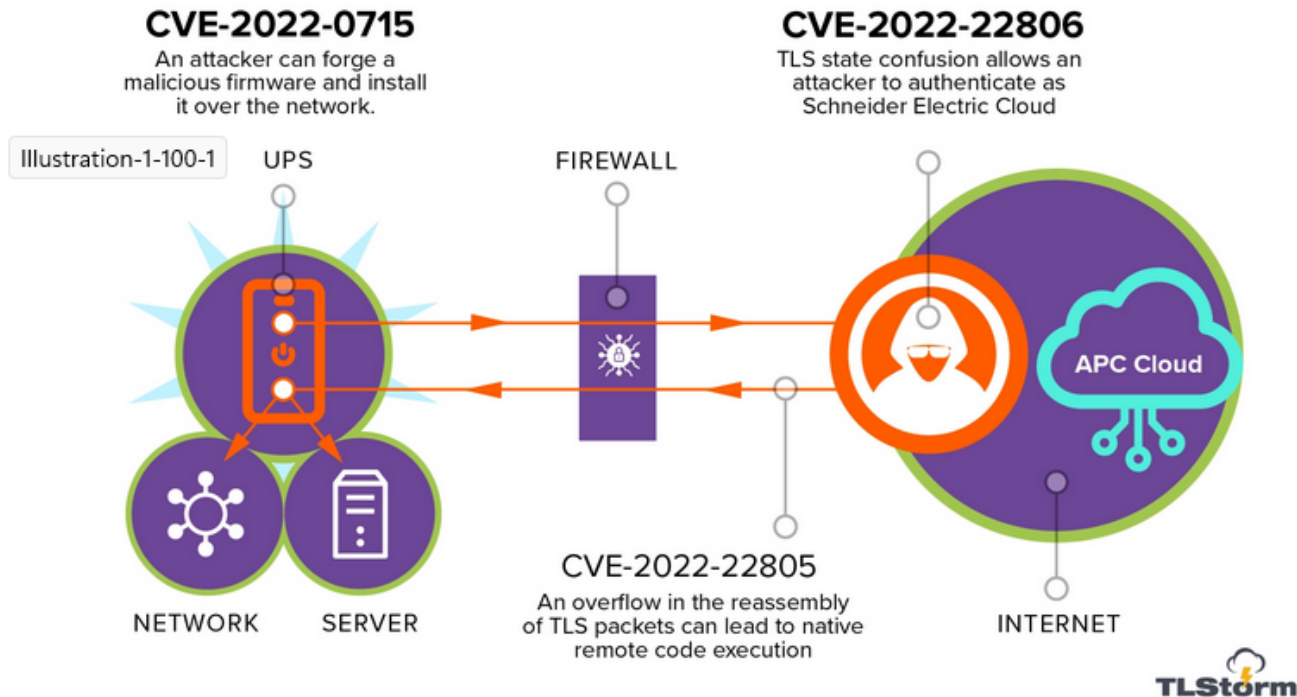 CVE-2022-0715
An attacker can forge a
malicious firmware and install
it over the network.
CVE-2022-22806
TLS state confusion allows an
attacker to authenticate as
Schneider Electric Cloud
Illustration-1-100-1
UPS
FIREWALL
APC Cloud
NETWORK
SERVER
CVE-2022-22805
An overflow in the reassembly
of TLS packets can lead to native
remote code execution
INTERNET
TLStorm